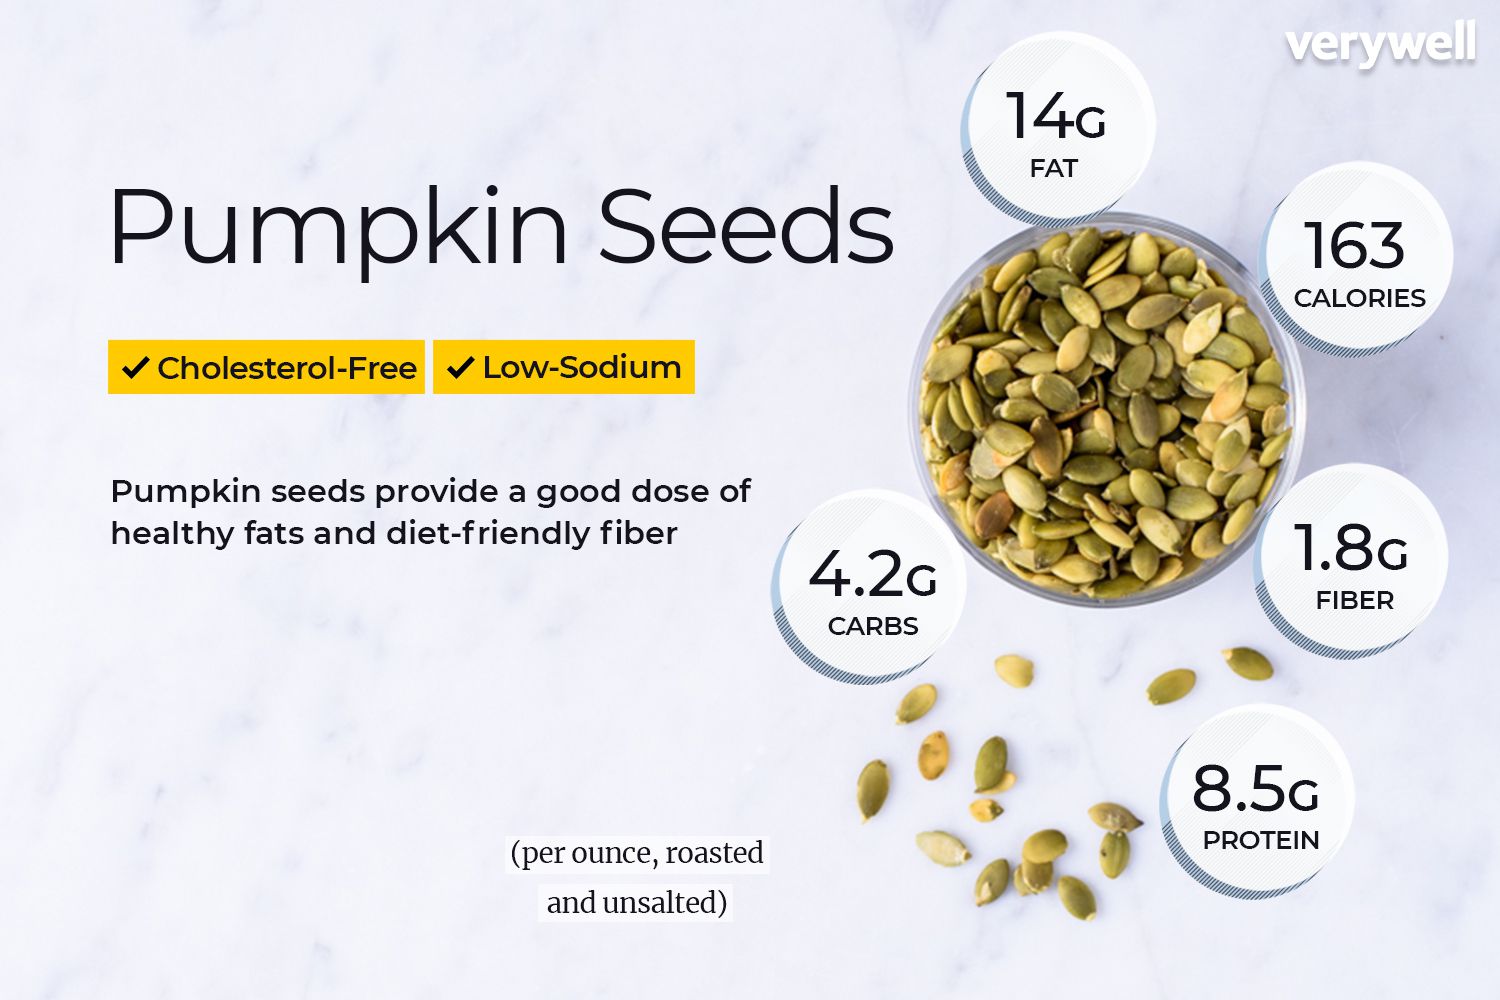 verywell
Pumpkin Seeds
✓ Cholesterol-Free ✓ Low-Sodium
Pumpkin seeds provide a good dose of
healthy fats and diet-friendly fiber
14G
FAT
163
CALORIES
4.2G
CARBS
1.8G
FIBER
8.5G
PROTEIN
(per ounce, roasted
and unsalted)